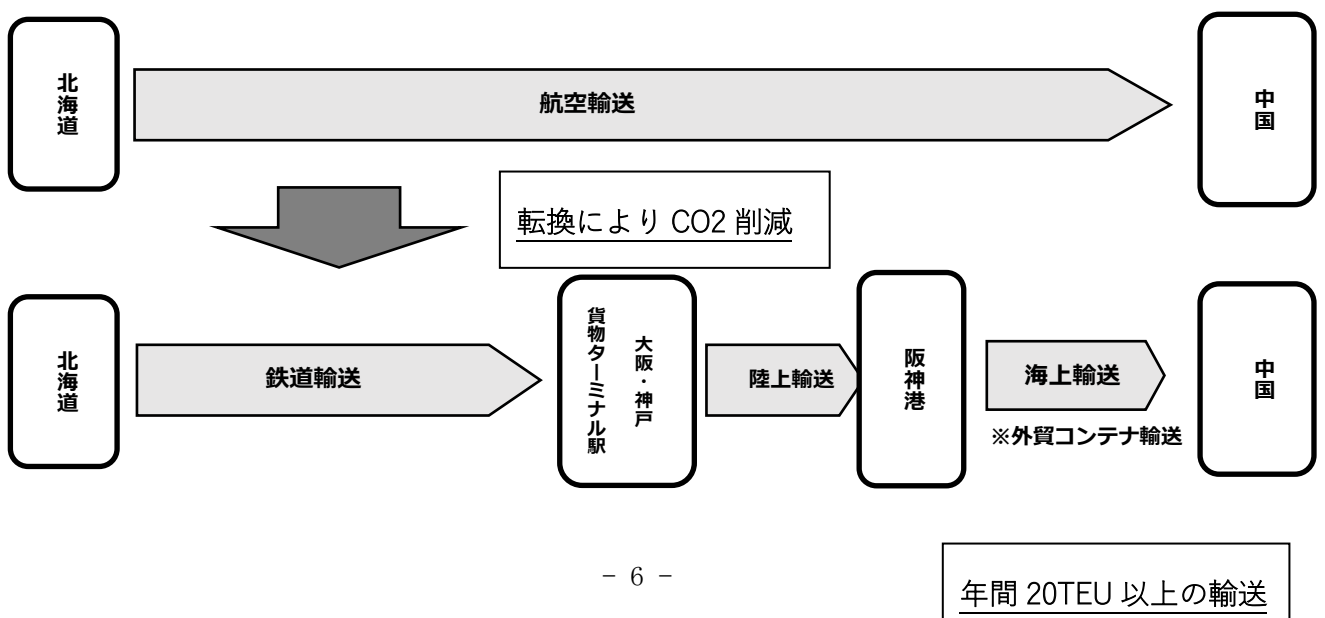 北海道
航空輸送
中国
転換により CO2 削減
北海道
鉄道輸送
大阪・神戸
貨物ターミナル駅
陸上輸送
阪神港
海上輸送
※外貿コンテナ輸送
中国
- 6 -
年間 20TEU 以上の輸送